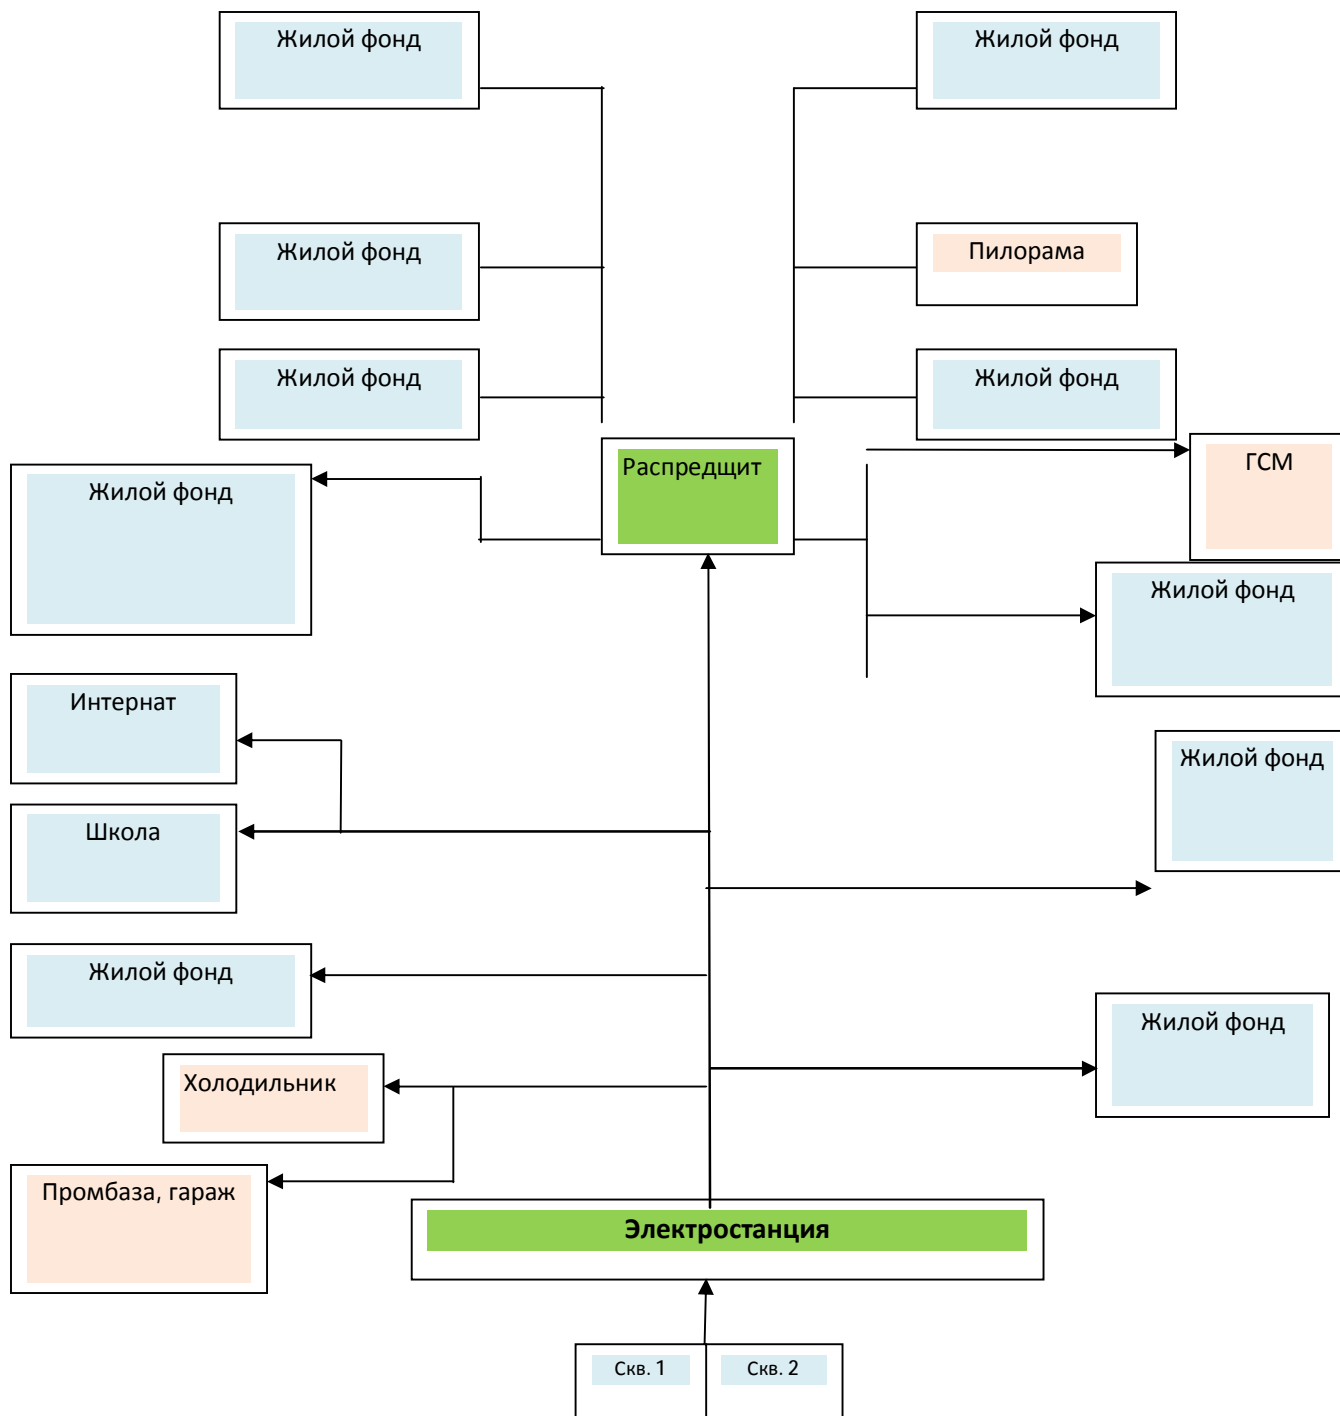 Жилой фонд
Жилой фонд
Жилой фонд
Пилорама
Жилой фонд
Жилой фонд
Распредщит
ГСМ
Жилой фонд
Жилой фонд
Интернат
Жилой фонд
Школа
Жилой фонд
Жилой фонд
Холодильник
Промбаза, гараж
Электростанция
Скв. 1
Скв. 2